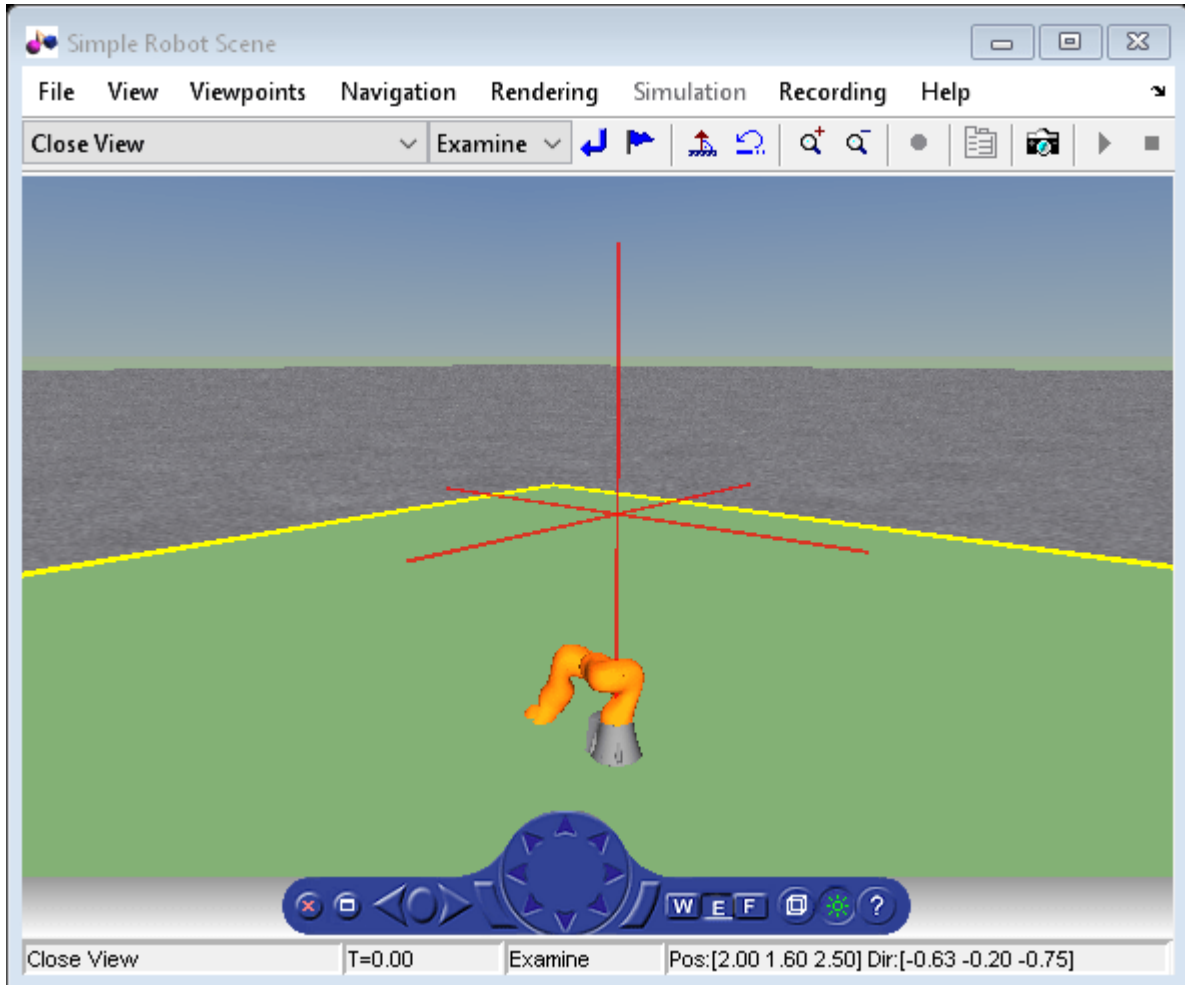 Simple Robot Scene
File View Viewpoints Navigation Rendering Simulation Recording Help
Close View Examine
W E F ?
Close View T=0.00 Examine Pos:[2.00 1.60 2.50] Dir:[-0.63 -0.20 -0.75]